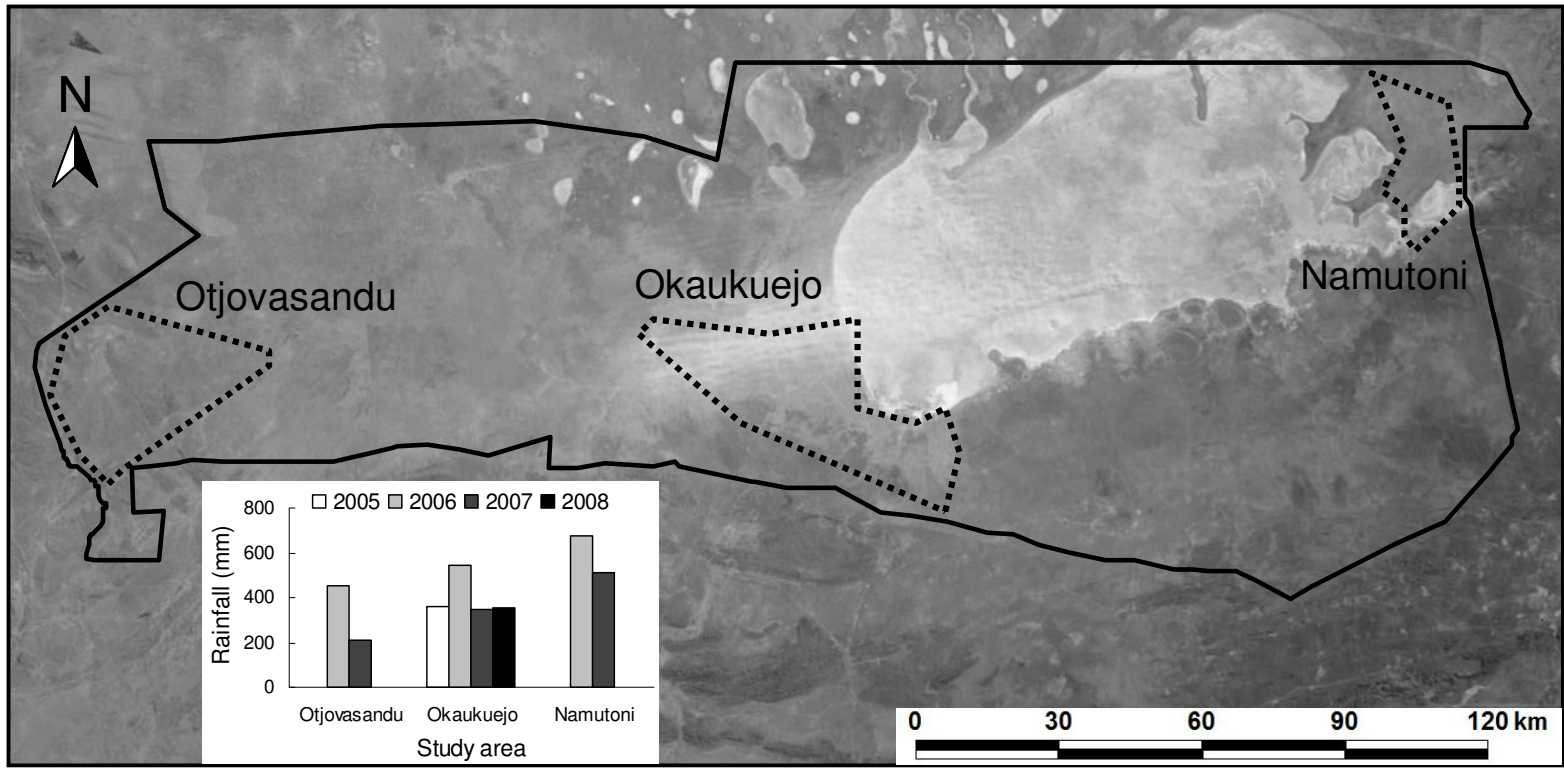 N
Otjovasandu
Okaukuejo
Namutoni
2005 2006 2007 2008
800
600
400
200
0
Rainfall (mm)
Otjovasandu Okaukuejo Namutoni
Study area
0 30 60 90 120 km